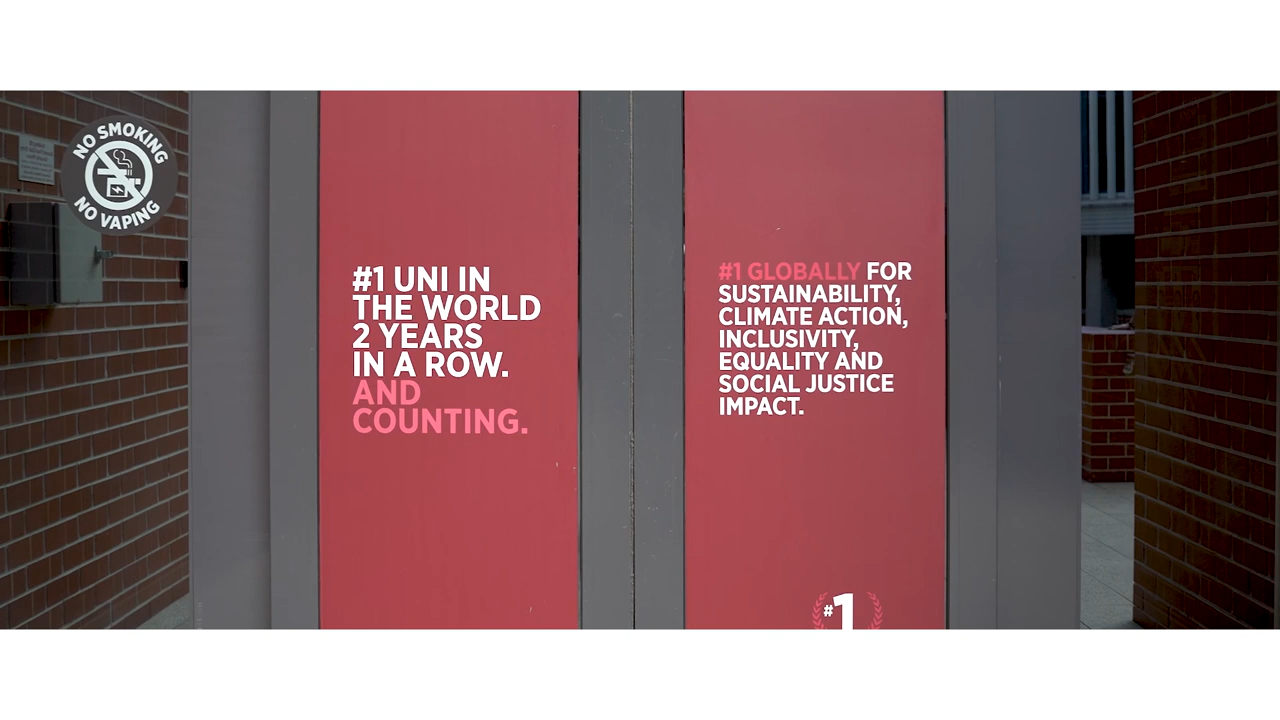 NO SMOKING
NO VAPING
#1 UNI IN
THE WORLD
2 YEARS
IN A ROW.
AND
COUNTING.
#1 GLOBALLY FOR
SUSTAINABILITY,
CLIMATE ACTION,
INCLUSIVITY,
EQUALITY AND
SOCIAL JUSTICE
IMPACT.
#1